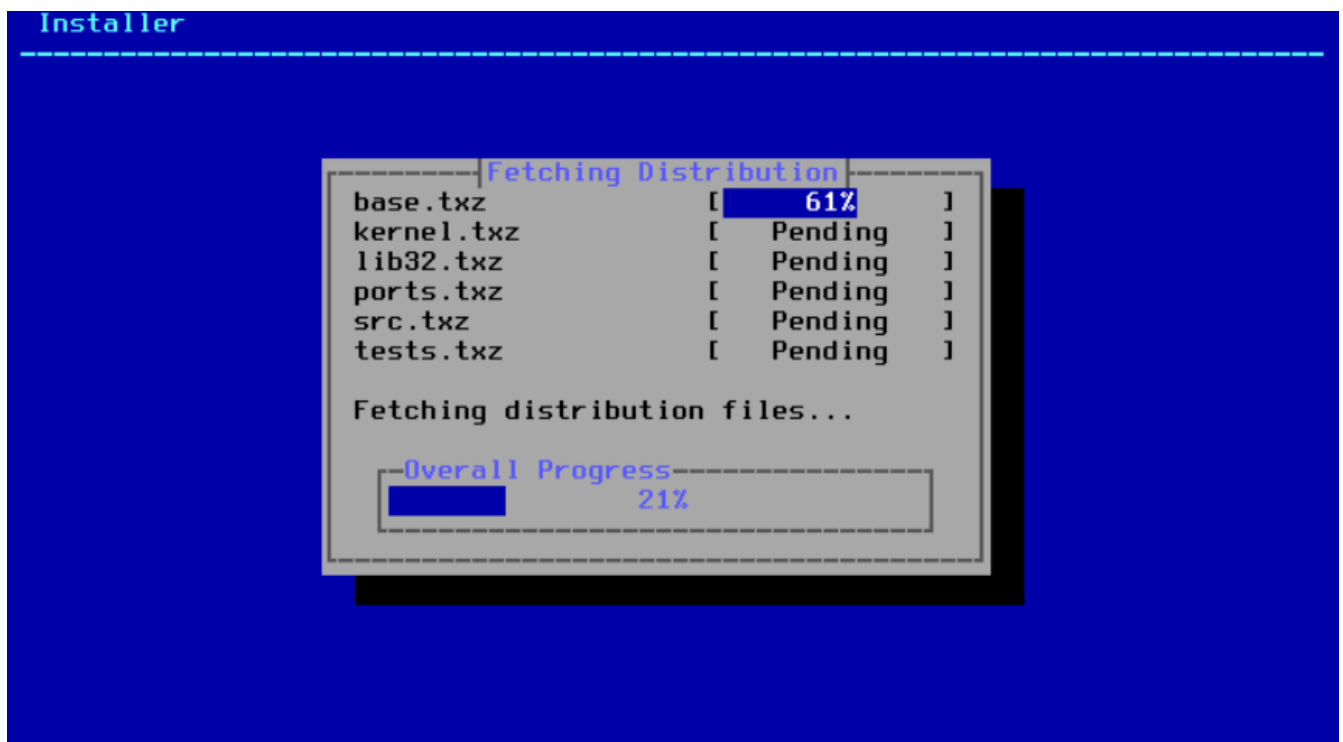 Installer
Fetching Distribution
base.txz [ 61% ]
kernel.txz [ Pending ]
lib32.txz [ Pending ]
ports.txz [ Pending ]
src.txz [ Pending ]
tests.txz [ Pending ]
Fetching distribution files...
Overall Progress
21%